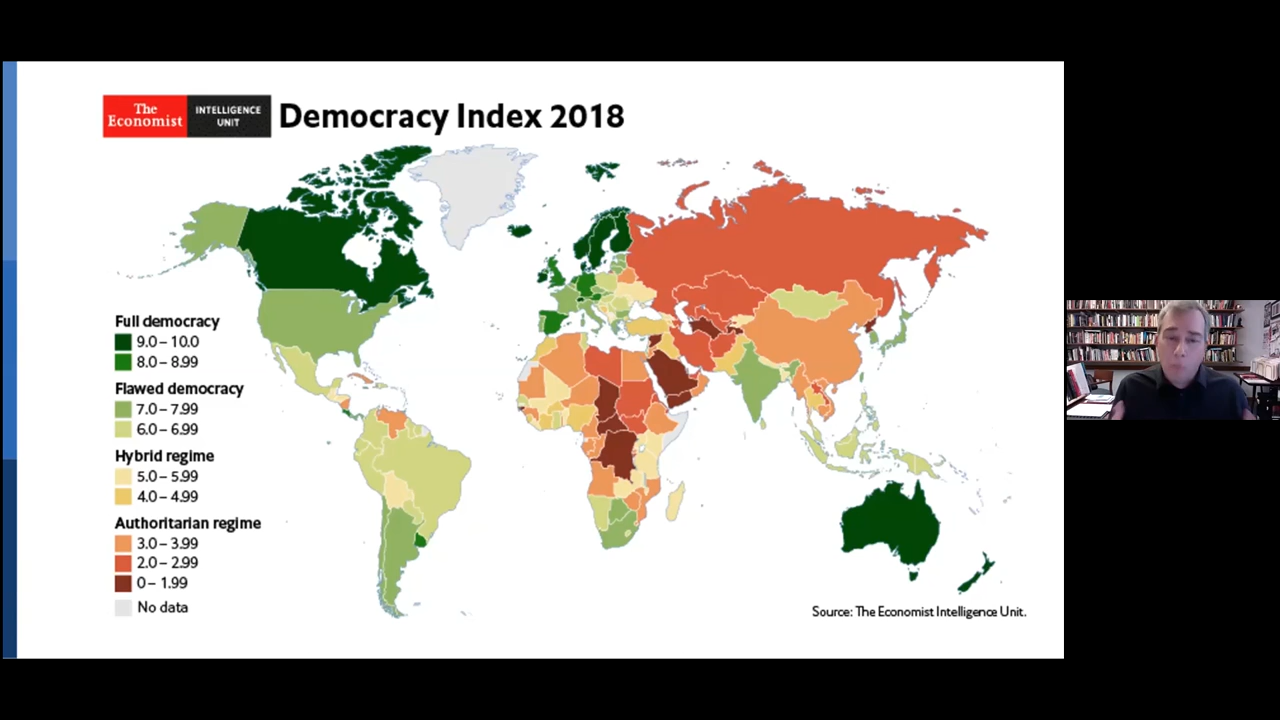 The
Economist
INTELLIGENCE
UNIT
Democracy Index 2018
Full democracy
9.0 – 10.0
8.0 – 8.99
Flawed democracy
7.0 – 7.99
6.0 – 6.99
Hybrid regime
5.0 – 5.99
4.0 – 4.99
Authoritarian regime
3.0 – 3.99
2.0 – 2.99
0 – 1.99
No data
Source: The Economist Intelligence Unit.